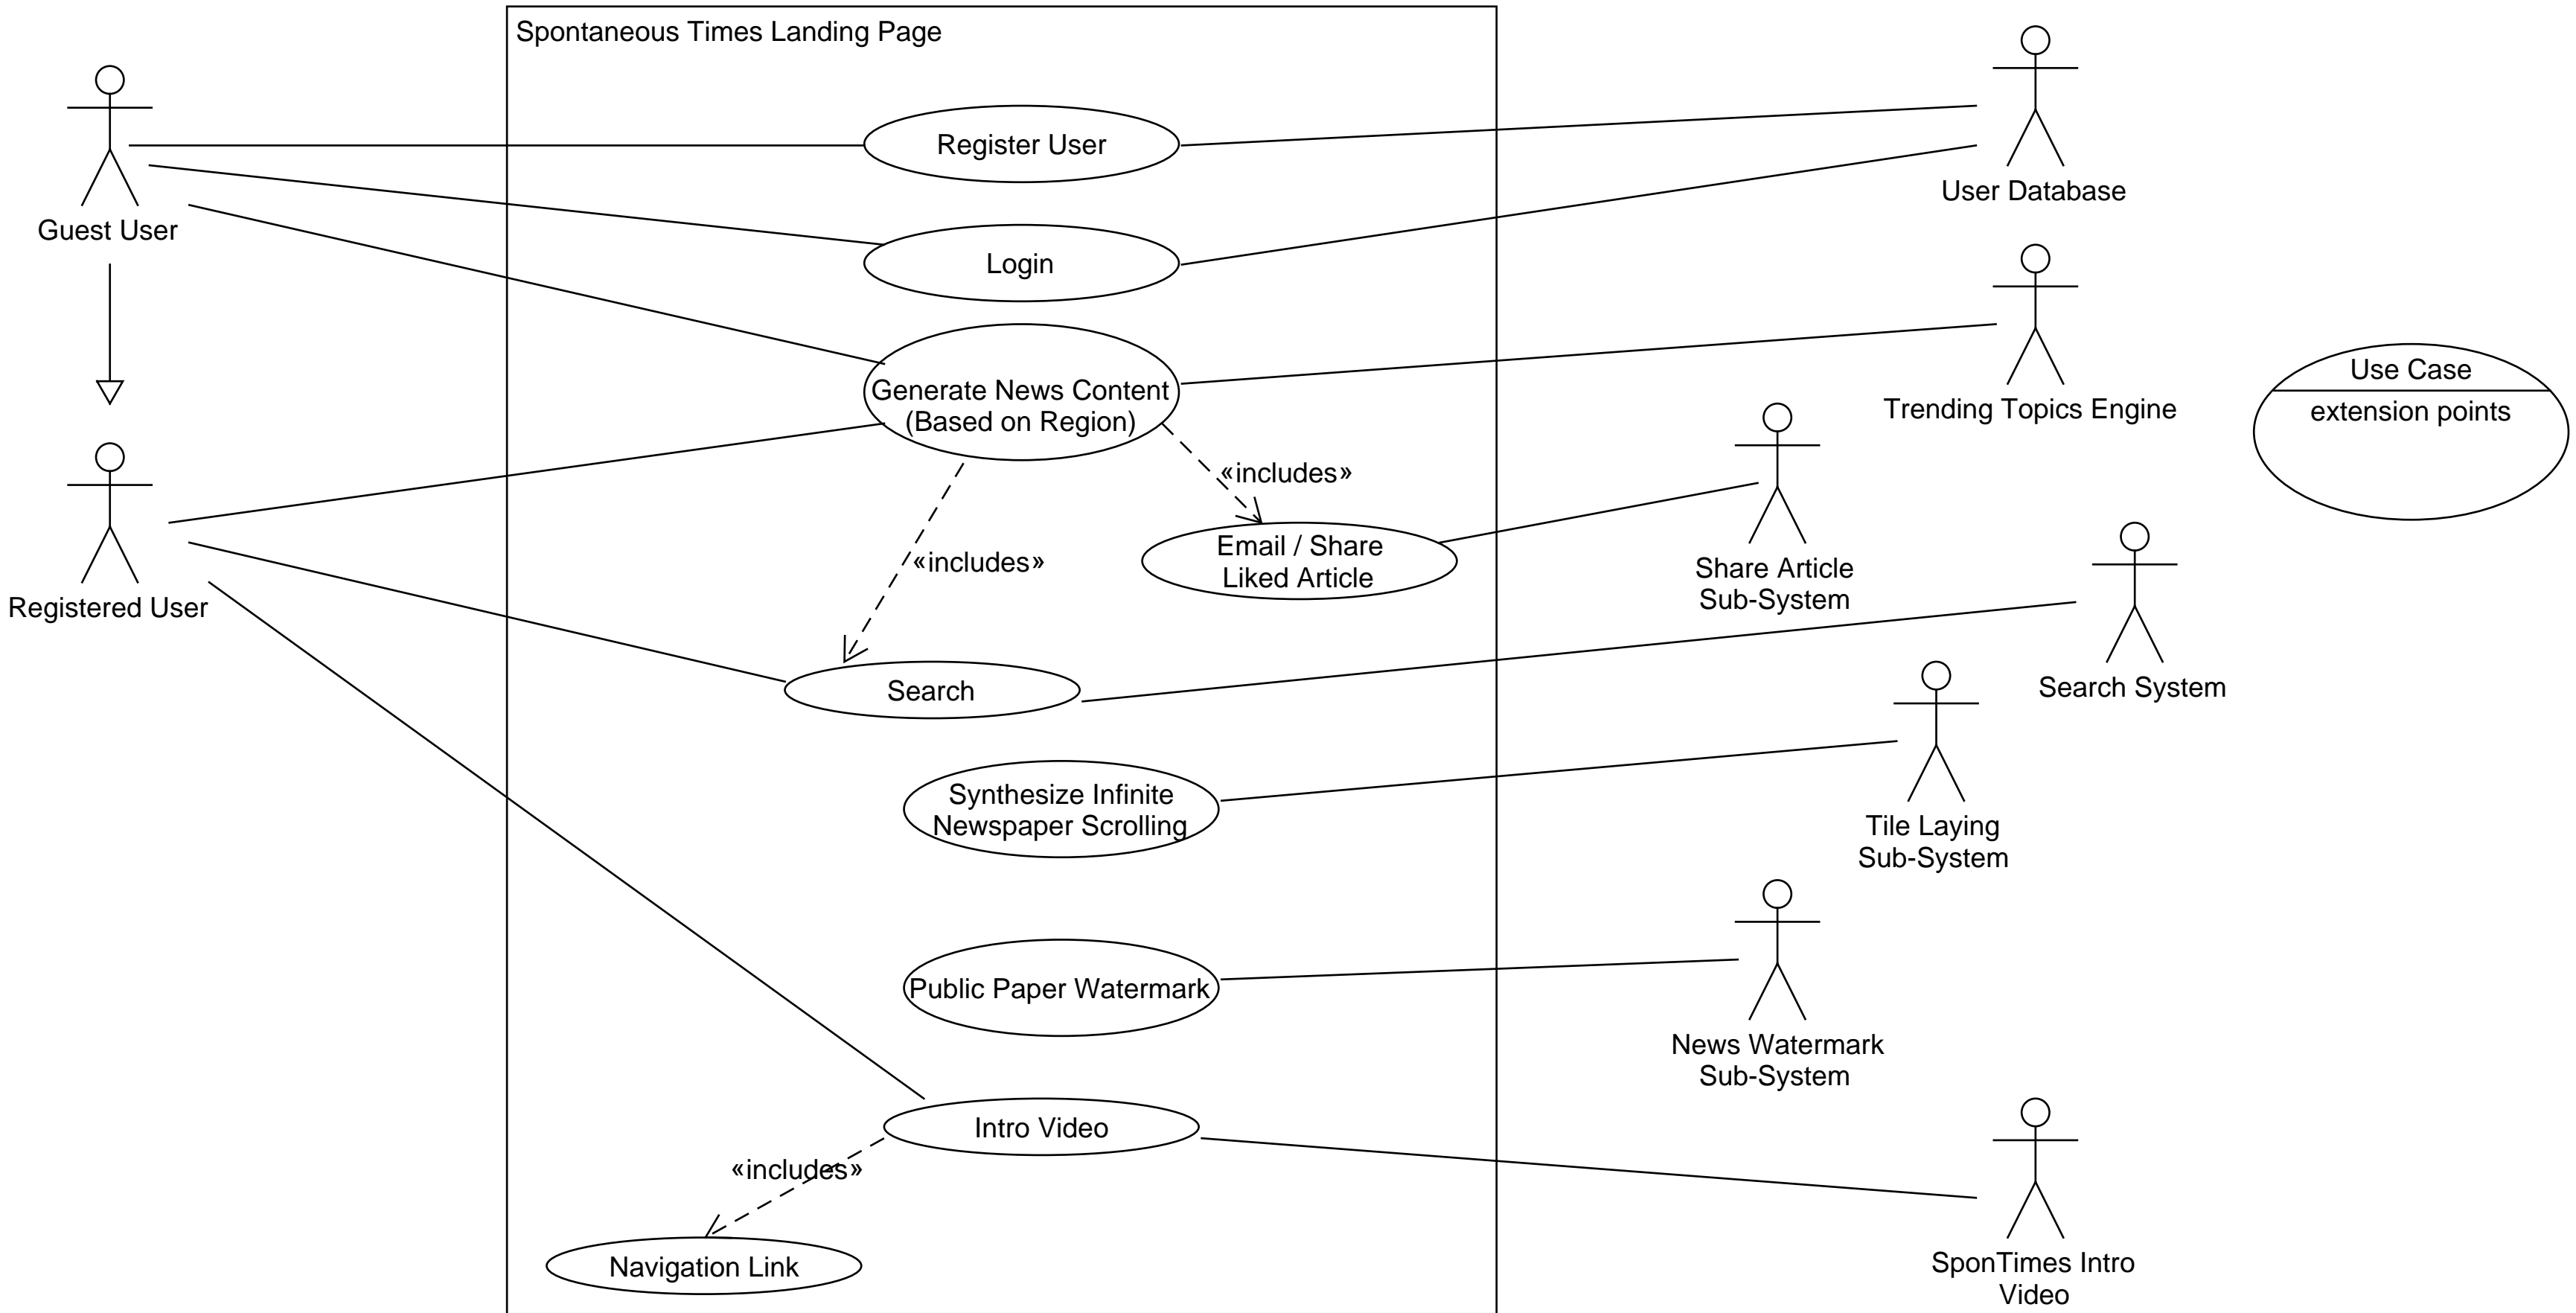 Spontaneous Times Landing Page
Guest User
Register User
User Database
Login
Generate News Content
(Based on Region)
Trending Topics Engine
Use Case
extension points
«includes»
Email / Share
Liked Article
Share Article
Sub-System
Registered User
«includes»
Search
Search System
Synthesize Infinite
Newspaper Scrolling
Tile Laying
Sub-System
Public Paper Watermark
News Watermark
Sub-System
Intro Video
«includes»
Navigation Link
SponTimes Intro
Video